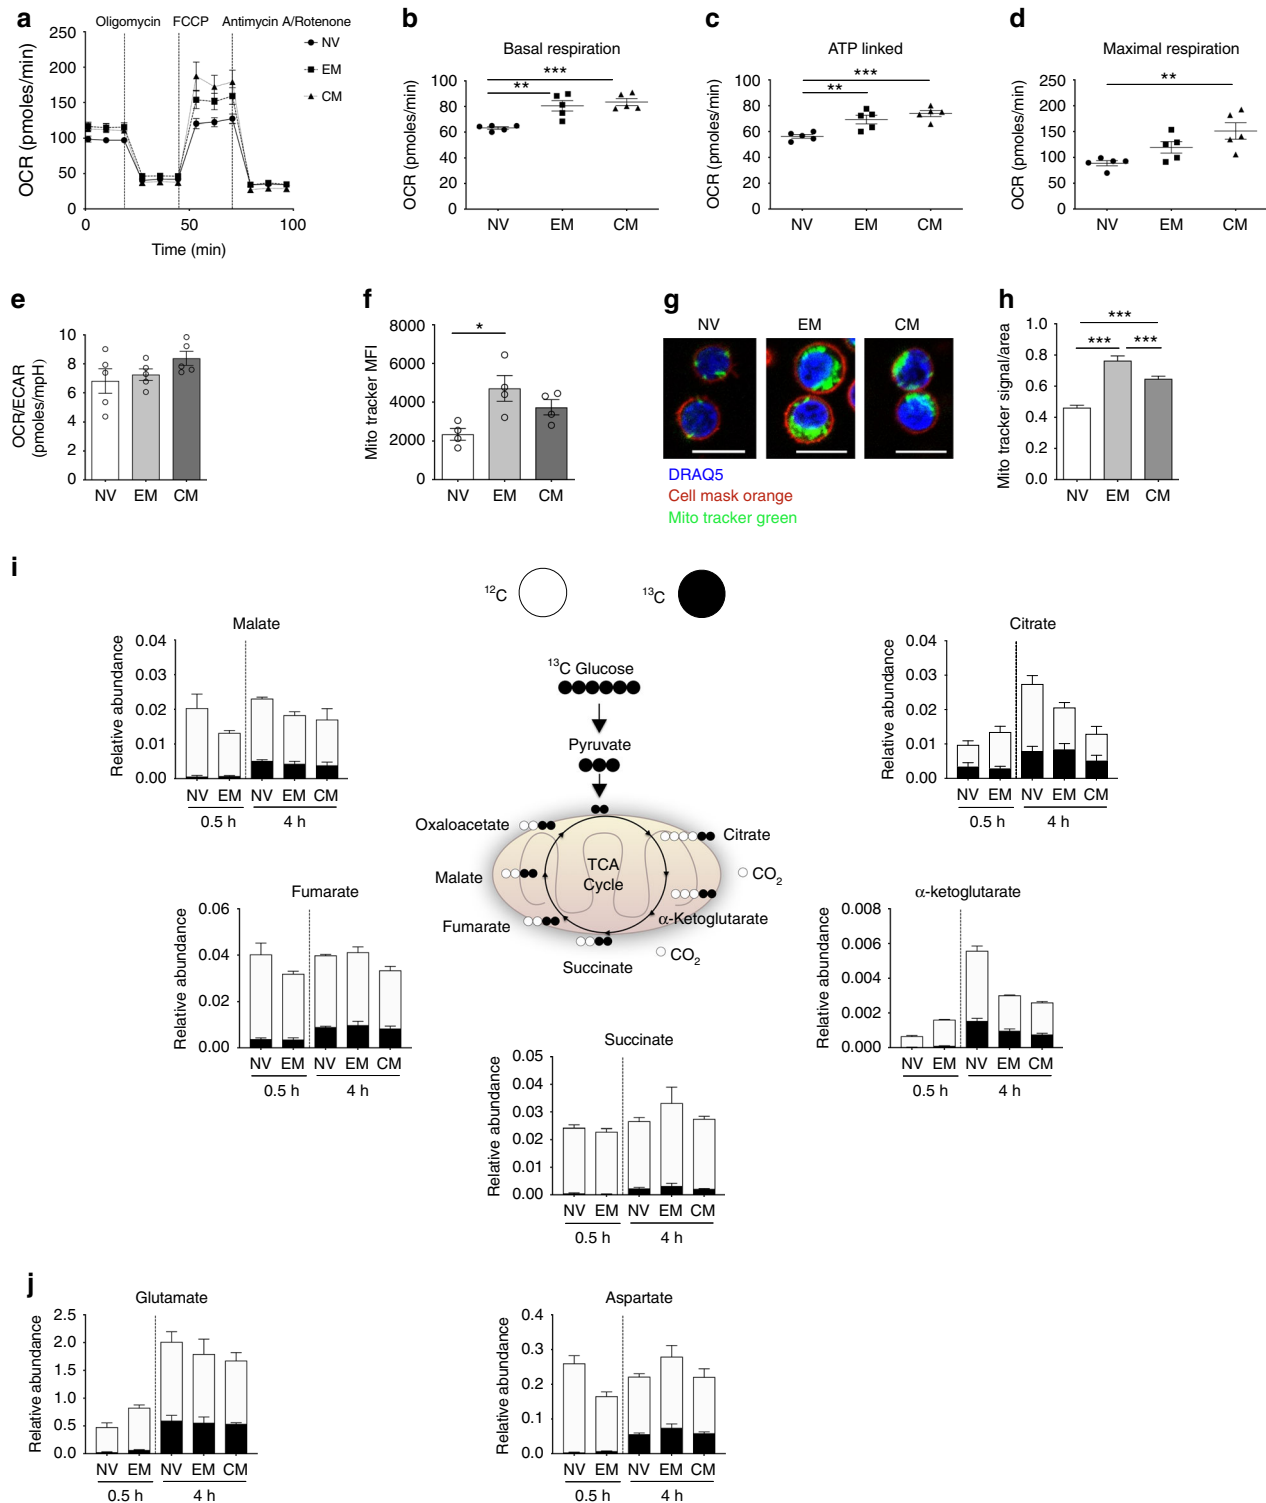 a
Oligomycin FCCP Antimycin A/Rotenone
250
200
150
100
50
0
OCR (pmoles/min)
0 50 100
Time (min)
NV
EM
CM
b
Basal respiration
***
**
100
80
60
40
20
0
OCR (pmoles/min)
NV EM CM
c
ATP linked
***
**
100
80
60
40
20
0
OCR (pmoles/min)
NV EM CM
d
Maximal respiration
**
250
200
150
100
50
0
OCR (pmoles/min)
NV EM CM
e
10
8
6
4
2
0
OCR/ECAR
(pmoles/mpH)
NV EM CM
f
*
8000
6000
4000
2000
0
Mito tracker MFI
NV EM CM
g
NV EM CM
DRAQ5
Cell mask orange
Mito tracker green
h
***
*** ***
1.0
0.8
0.6
0.4
0.2
0.0
Mito tracker signal/area
NV EM CM
i
12C
13C
Malate
0.04
0.03
0.02
0.01
0.00
Relative abundance
NV EM NV EM CM
0.5 h 4 h
13C Glucose
Pyruvate
Oxaloacetate
Citrate
TCA
Cycle
CO2
Malate
α-Ketoglutarate
Fumarate
CO2
Succinate
Citrate
0.04
0.03
0.02
0.01
0.00
Relative abundance
NV EM NV EM CM
0.5 h 4 h
Fumarate
0.06
0.04
0.02
0.00
Relative abundance
NV EM NV EM CM
0.5 h 4 h
α-ketoglutarate
0.008
0.006
0.004
0.002
0.000
Relative abundance
NV EM NV EM CM
0.5 h 4 h
Succinate
0.05
0.04
0.03
0.02
0.01
0.00
Relative abundance
NV EM NV EM CM
0.5 h 4 h
j
Glutamate
2.5
2.0
1.5
1.0
0.5
0.0
Relative abundance
NV EM NV EM CM
0.5 h 4 h
Aspartate
0.4
0.3
0.2
0.1
0.0
Relative abundance
NV EM NV EM CM
0.5 h 4 h